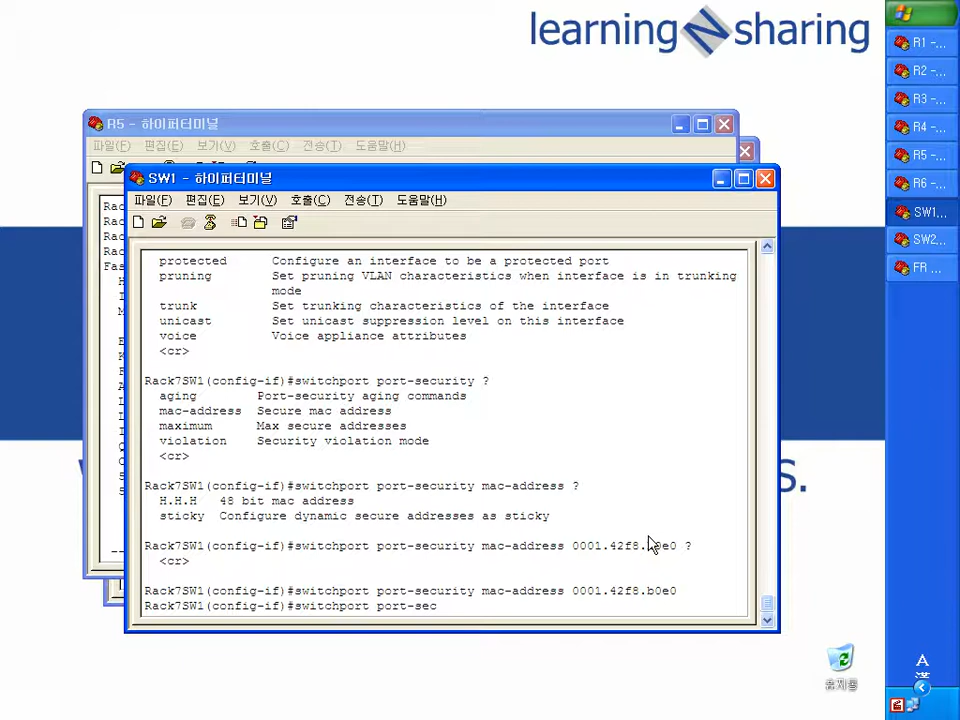 learning sharing
R5 - 하이퍼터미널
파일(F) 편집(E) 보기(V) 호출(C) 전송(T) 도움말(H)
SW1 - 하이퍼터미널
파일(F) 편집(E) 보기(V) 호출(C) 전송(T) 도움말(H)
protected Configure an interface to be a protected port
pruning Set pruning VLAN characteristics when interface is in trunking
mode
trunk Set trunking characteristics of the interface
unicast Set unicast suppression level on this interface
voice Voice appliance attributes
<cr>
Rack7SW1(config-if)#switchport port-security ?
aging Port-security aging commands
mac-address Secure mac address
maximum Max secure addresses
violation Security violation mode
<cr>
Rack7SW1(config-if)#switchport port-security mac-address ?
H.H.H 48 bit mac address
sticky Configure dynamic secure addresses as sticky
Rack7SW1(config-if)#switchport port-security mac-address 0001.42f8.b0e0 ?
<cr>
Rack7SW1(config-if)#switchport port-security mac-address 0001.42f8.b0e0
Rack7SW1(config-if)#switchport port-sec
Rac
Rac
Rac
Rac
Fas
S.
휴지통
R1 -...
R2 -...
R3 -...
R4 -...
R5 -...
R6 -...
SW1...
SW2...
FR ...
A
漢